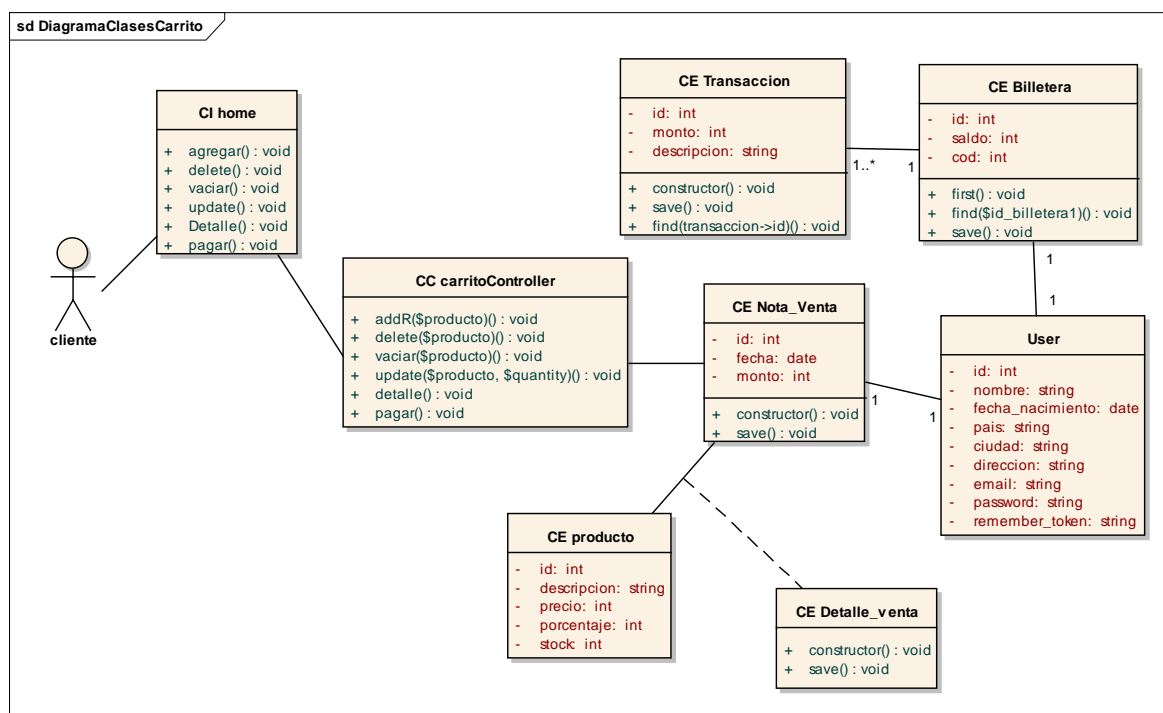 sd DiagramaClasesCarrito
CI home
+ agregar() : void
+ delete() : void
+ vaciar() : void
+ update() : void
+ Detalle() : void
+ pagar() : void
cliente
CC carritoController
+ addR($producto)() : void
+ delete($producto)() : void
+ vaciar($producto)() : void
+ update($producto, $quantity)() : void
+ detalle() : void
+ pagar() : void
CE Transaccion
- id: int
- monto: int
- descripcion: string
+ constructor() : void
+ save() : void
+ find(transaccion->id)() : void
1..*
1
CE Billetera
- id: int
- saldo: int
- cod: int
+ first() : void
+ find($id_billetera1)() : void
+ save() : void
1
1
CE Nota_Venta
- id: int
- fecha: date
- monto: int
+ constructor() : void
+ save() : void
1
1
User
- id: int
- nombre: string
- fecha_nacimiento: date
- pais: string
- ciudad: string
- direccion: string
- email: string
- password: string
- remember_token: string
CE producto
- id: int
- descripcion: string
- precio: int
- porcentaje: int
- stock: int
CE Detalle_venta
+ constructor() : void
+ save() : void